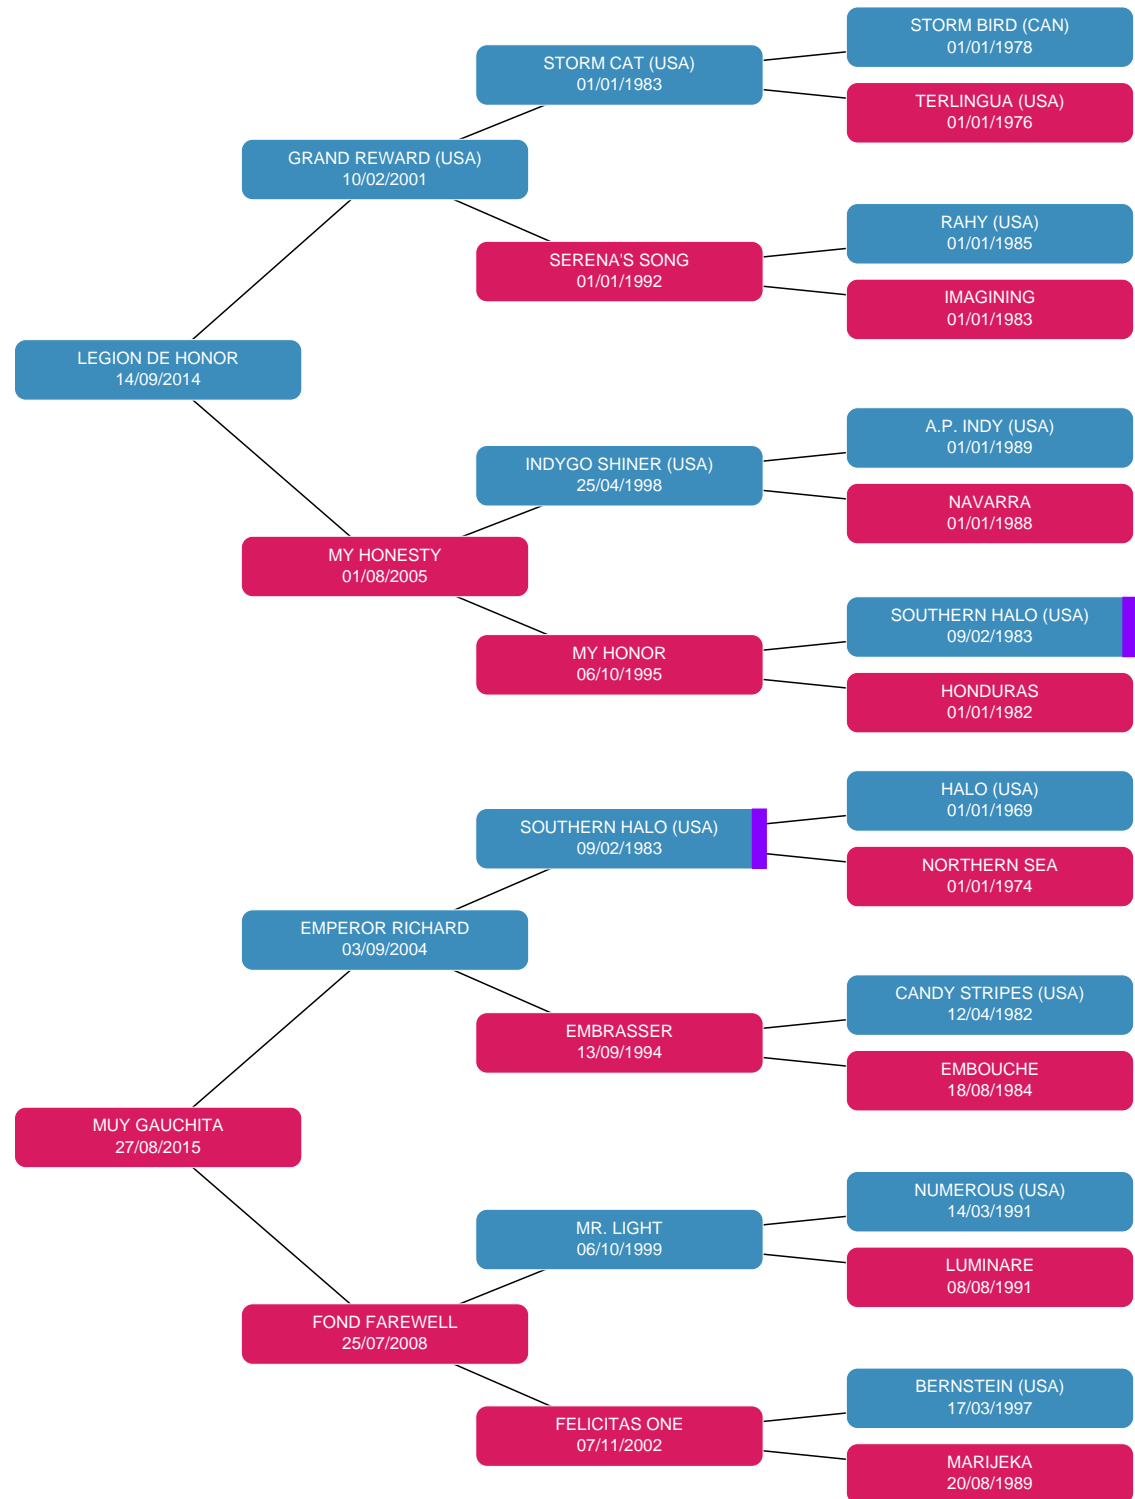 STORM BIRD (CAN)
01/01/1978
STORM CAT (USA)
01/01/1983
TERLINGUA (USA)
01/01/1976
GRAND REWARD (USA)
10/02/2001
RAHY (USA)
01/01/1985
SERENA'S SONG
01/01/1992
IMAGINING
01/01/1983
LEGION DE HONOR
14/09/2014
A.P. INDY (USA)
01/01/1989
INDYGO SHINER (USA)
25/04/1998
NAVARRA
01/01/1988
MY HONESTY
01/08/2005
SOUTHERN HALO (USA)
09/02/1983
MY HONOR
06/10/1995
HONDURAS
01/01/1982
HALO (USA)
01/01/1969
SOUTHERN HALO (USA)
09/02/1983
NORTHERN SEA
01/01/1974
EMPEROR RICHARD
03/09/2004
CANDY STRIPES (USA)
12/04/1982
EMBRASSER
13/09/1994
EMBOUCHE
18/08/1984
MUY GAUCHITA
27/08/2015
NUMEROUS (USA)
14/03/1991
MR. LIGHT
06/10/1999
LUMINARE
08/08/1991
FOND FAREWELL
25/07/2008
BERNSTEIN (USA)
17/03/1997
FELICITAS ONE
07/11/2002
MARIJEKA
20/08/1989